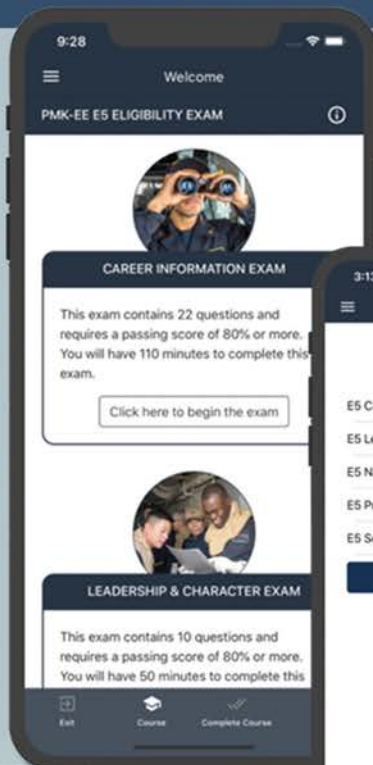 9:28
Welcome
PMK-EE E5 ELIGIBILITY EXAM
CAREER INFORMATION EXAM
This exam contains 22 questions and
requires a passing score of 80% or more.
You will have 110 minutes to complete this
exam.
Click here to begin the exam
LEADERSHIP & CHARACTER EXAM
This exam contains 10 questions and
requires a passing score of 80% or more.
You will have 50 minutes to complete this
Exit
Course
Complete Course
E5
E5
E5
E5
E5